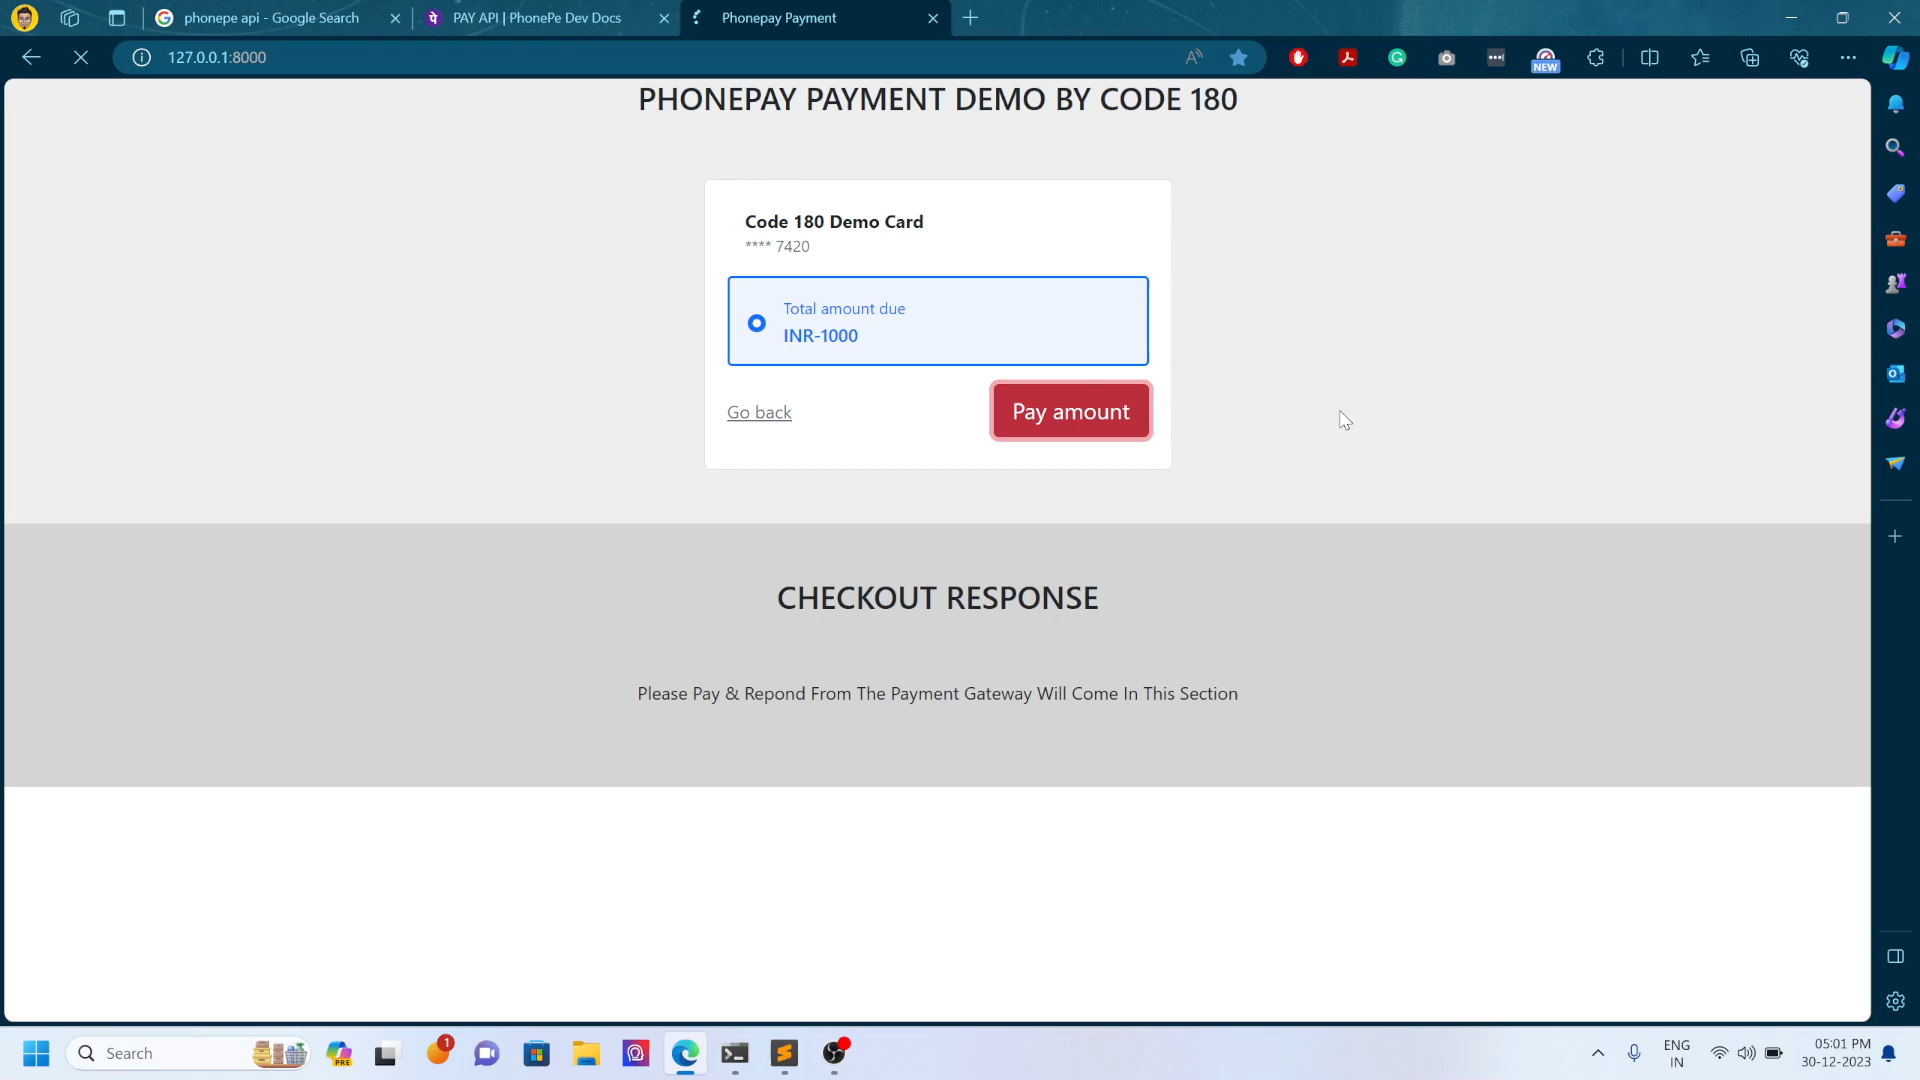 phonepe api - Google Search
PAY API | PhonePe Dev Docs
Phonepay Payment
127.0.0.1:8000
NEW
PHONEPAY PAYMENT DEMO BY CODE 180
Code 180 Demo Card
**** 7420
Total amount due
INR-1000
Go back
Pay amount
CHECKOUT RESPONSE
Please Pay & Repond From The Payment Gateway Will Come In This Section
Search
PRE
1
ENG
IN
05:01 PM
30-12-2023